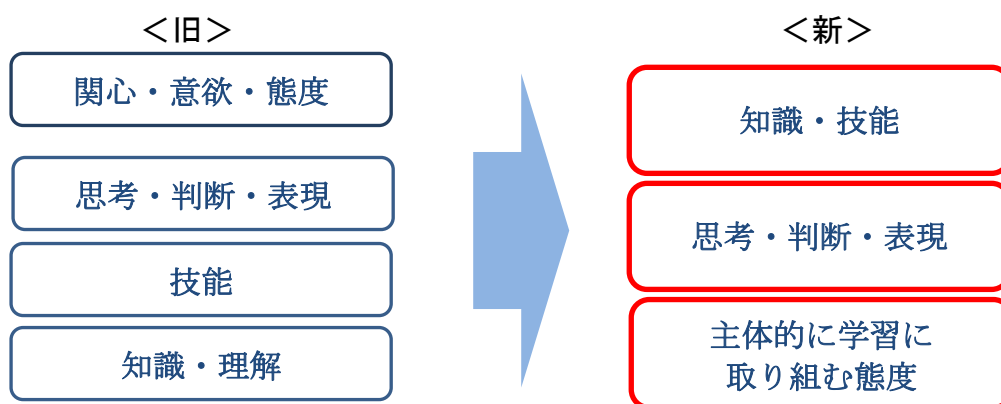 ＜旧＞
関心・意欲・態度
思考・判断・表現
技能
知識・理解
＜新＞
知識・技能
思考・判断・表現
主体的に学習に
取り組む態度